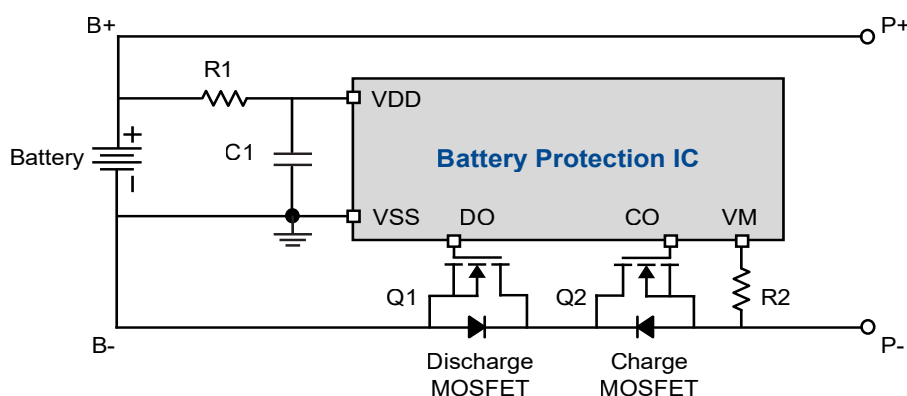 B+
P+
R1
VDD
Battery
+
–
C1
Battery Protection IC
VSS
DO
CO
VM
Q1
Q2
R2
B-
P-
Discharge
MOSFET
Charge
MOSFET